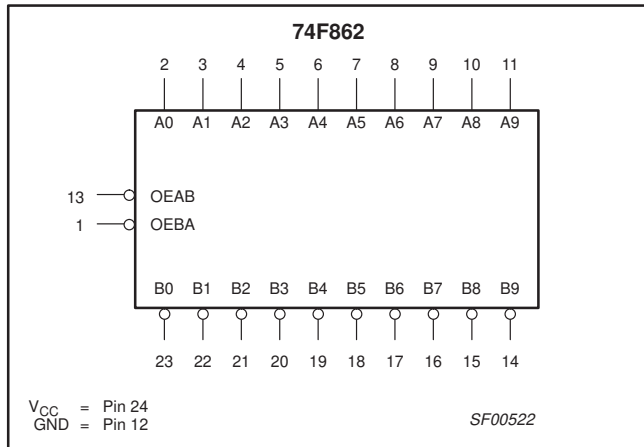 74F862
2 3 4 5 6 7 8 9 10 11
A0 A1 A2 A3 A4 A5 A6 A7 A8 A9
13 OEAB
1 OEBA
B0 B1 B2 B3 B4 B5 B6 B7 B8 B9
23 22 21 20 19 18 17 16 15 14
VCC = Pin 24
GND = Pin 12
SF00522